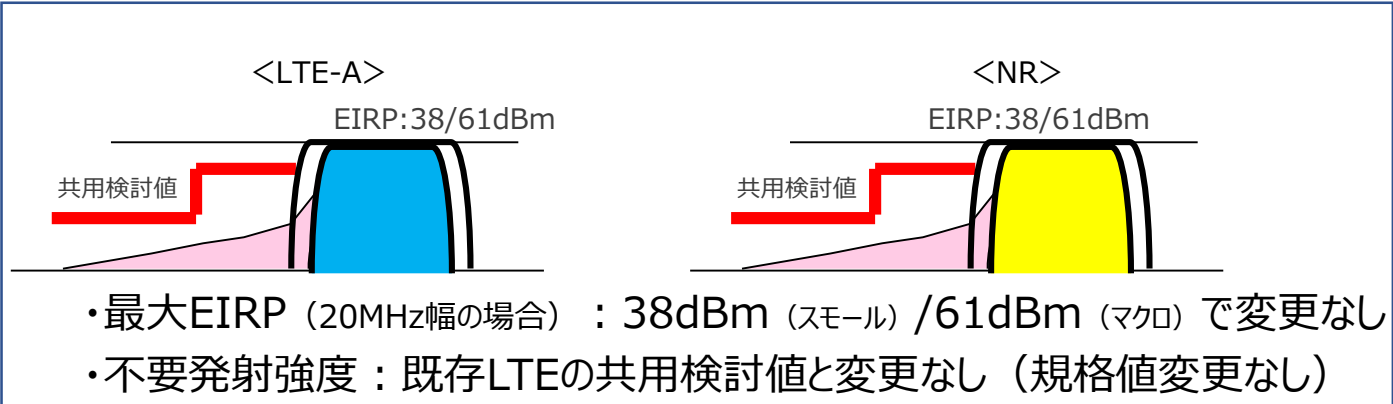 <LTE-A>
<NR>
EIRP:38/61dBm
EIRP:38/61dBm
共用検討値
共用検討値
・最大EIRP（20MHz幅の場合）：38dBm（スモール）/61dBm（マクロ）で変更なし
・不要発射強度：既存LTEの共用検討値と変更なし（規格値変更なし）